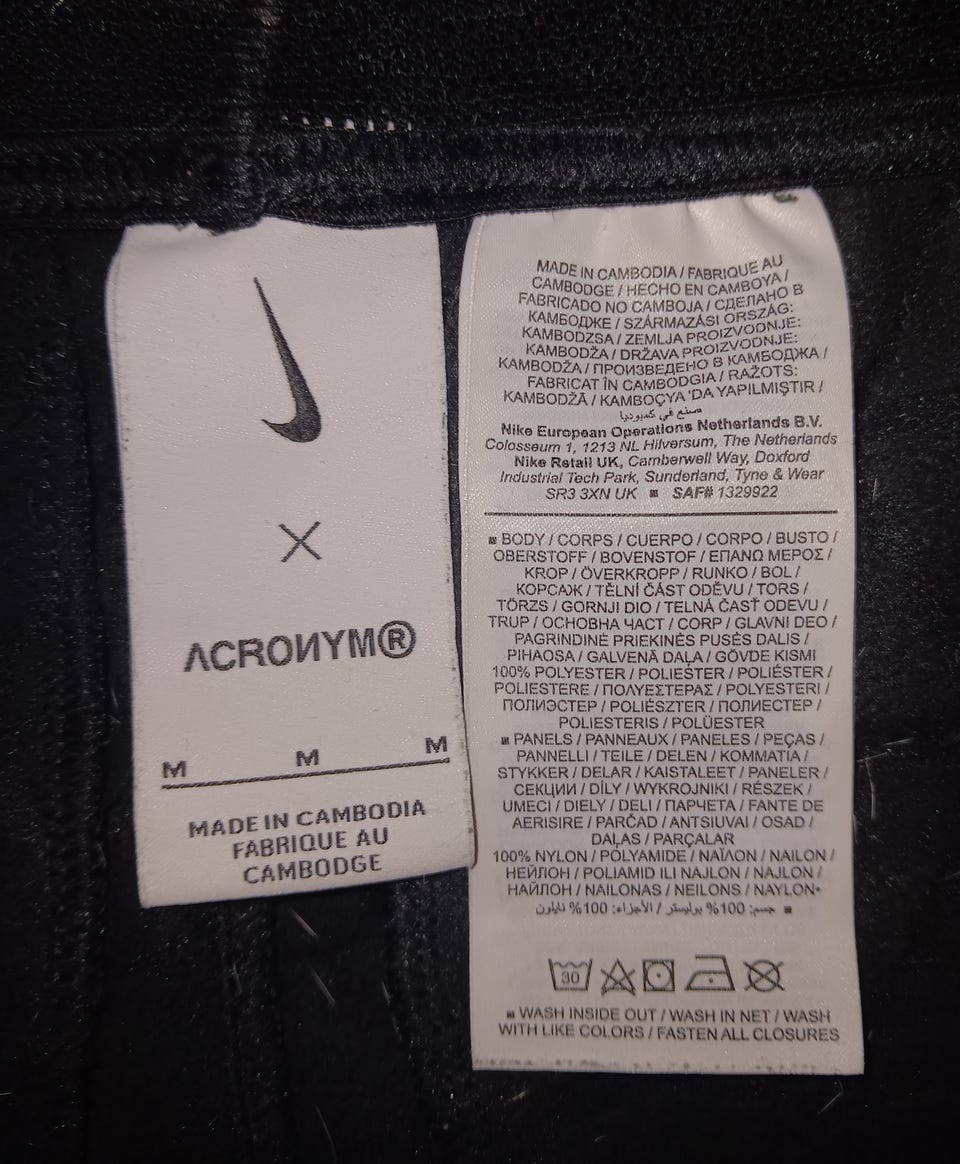 ×
ΛCROИYM®
M M M
MADE IN CAMBODIA
FABRIQUE AU
CAMBODGE
MADE IN CAMBODIA / FABRIQUE AU
CAMBODGE / HECHO EN CAMBOYA /
FABRICADO NO CAMBOJA / СДЕЛАНО В
КАМБОДЖЕ / SZÁRMAZÁSI ORSZÁG:
KAMBODZSA / ZEMLJA PROIZVODNJE:
KAMBODŽA / DRŽAVA PROIZVODNJE:
KAMBODŽA / ПРОИЗВЕДЕНО В КАМБОДЖА /
FABRICAT ÎN CAMBODGIA / RAŽOTS:
KAMBODŽĀ / KAMBOÇYA 'DA YAPILMIŞTIR /
صنع في كمبوديا
Nike European Operations Netherlands B.V.
Colosseum 1, 1213 NL Hilversum, The Netherlands
Nike Retail UK, Camberwell Way, Doxford
Industrial Tech Park, Sunderland, Tyne & Wear
SR3 3XN UK ■ SAF# 1329922
■ BODY / CORPS / CUERPO / CORPO / BUSTO /
OBERSTOFF / BOVENSTOF / ΕΠΑΝΩ ΜΕΡΟΣ /
KROP / ÖVERKROPP / RUNKO / BOL /
КОРСАЖ / TĚLNÍ ČÁST ODĚVU / TORS /
TÖRZS / GORNJI DIO / TELNÁ ČASŤ ODEVU /
TRUP / ОСНОВНА ЧАСТ / CORP / GLAVNI DEO /
PAGRINDINĖ PRIEKINĖS PUSĖS DALIS /
PIHAOSA / GALVENĀ DAĻA / GÖVDE KISMI
100% POLYESTER / POLIESTER / POLIÉSTER /
POLIESTERE / ΠΟΛΥΕΣΤΕΡΑΣ / POLYESTERI /
ПОЛИЭСТЕР / POLIÉSZTER / ПОЛИЕСТЕР /
POLIESTERIS / POLÜESTER
■ PANELS / PANNEAUX / PANELES / PEÇAS /
PANNELLI / TEILE / DELEN / ΚΟΜΜΑΤΙΑ /
STYKKER / DELAR / KAISTALEET / PANELER /
СЕКЦИИ / DÍLY / WYKROJNIKI / RÉSZEK /
UMECI / DIELY / DELI / ПАРЧЕТА / FANTE DE
AERISIRE / PARČAD / ANTSIUVAI / OSAD /
DAĻAS / PARÇALAR
100% NYLON / POLYAMIDE / ΝΑΪΛΟΝ / NAILON /
НЕЙЛОН / POLIAMID ILI NAJLON / NAJLON /
НАЙЛОН / NAILONAS / NEILONS / NAYLON•
■ جسم: 100% بوليستر / الأجزاء: 100% نايلون
30
■ WASH INSIDE OUT / WASH IN NET / WASH
WITH LIKE COLORS / FASTEN ALL CLOSURES